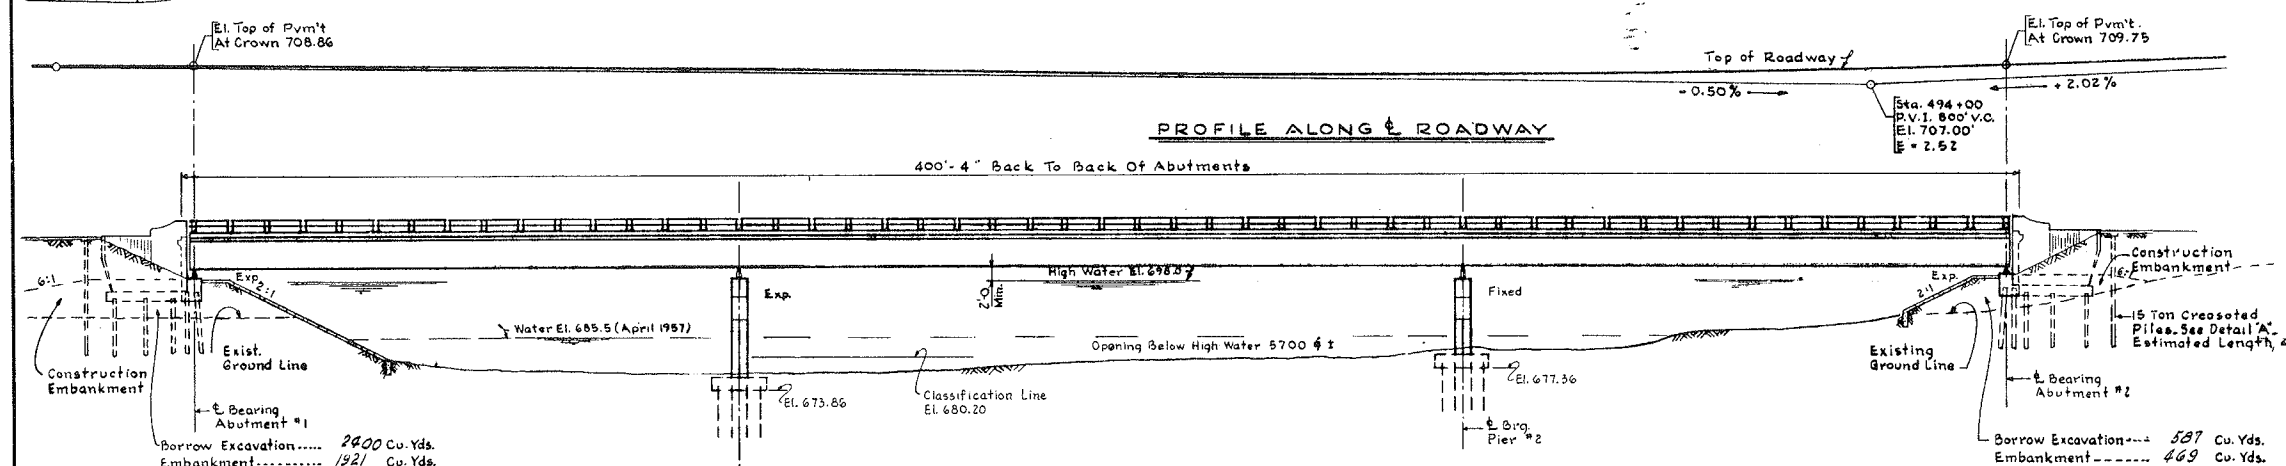 El. Top of Pvm't
At Crown 708.86
El. Top of Pvm't.
At Crown 709.75
Top of Roadway
- 0.50%
+ 2.02%
Sta. 494+00
P.V.I. 800' V.C.
El. 707.00'
E = 2.52
PROFILE ALONG ℄ ROADWAY
400'-4" Back To Back Of Abutments
6:1
Exp.
2:1
Exp.
2'-0"
Min.
High Water El. 698.0
Fixed
Exp.
2:1
6:1
Construction
Embankment
Water El. 685.5 (April 1957)
Opening Below High Water 5700 ±
15 Ton Creosoted
Piles. See Detail "A".
Estimated Length,
Exist.
Ground Line
Existing
Ground Line
Construction
Embankment
El. 673.86
Classification Line
El. 680.20
El. 677.36
℄ Bearing
Abutment #1
℄ Brg.
Pier #2
℄ Bearing
Abutment #2
Borrow Excavation..... 2400 Cu. Yds.
Embankment........ 1921 Cu. Yds.
Borrow Excavation---- 587 Cu. Yds.
Embankment------- 469 Cu. Yds.